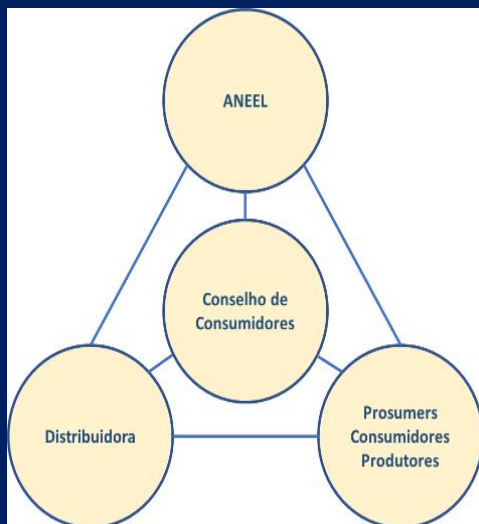 ANEEL
Conselho de
Consumidores
Distribuidora
Prosumers
Consumidores
Produtores